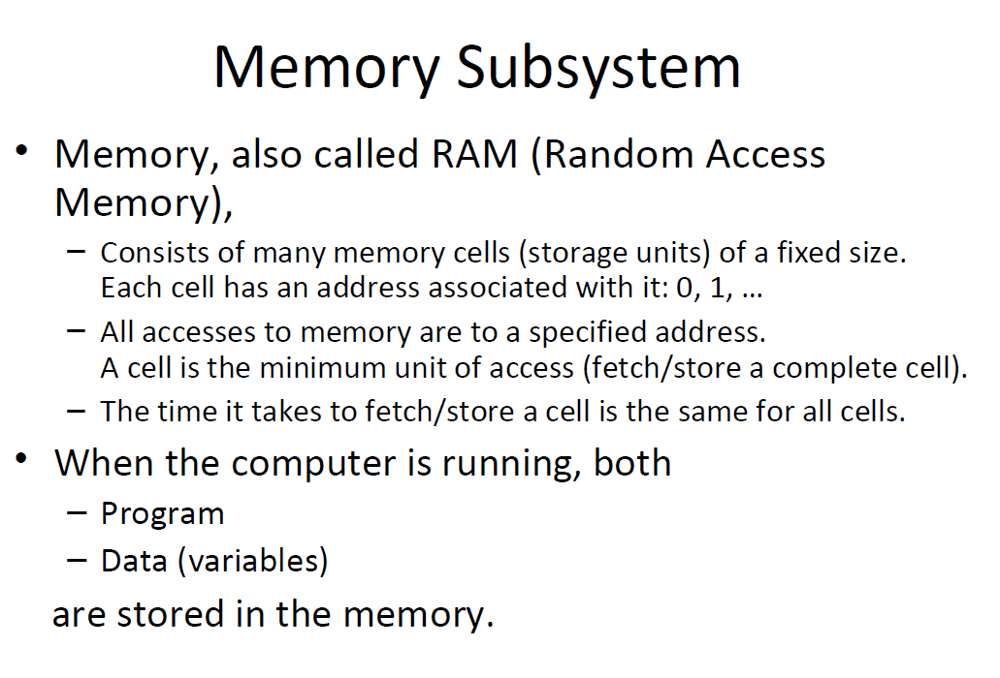 Memory Subsystem
• Memory, also called RAM (Random Access
Memory),
– Consists of many memory cells (storage units) of a fixed size.
Each cell has an address associated with it: 0, 1, …
– All accesses to memory are to a specified address.
A cell is the minimum unit of access (fetch/store a complete cell).
– The time it takes to fetch/store a cell is the same for all cells.
• When the computer is running, both
– Program
– Data (variables)
are stored in the memory.